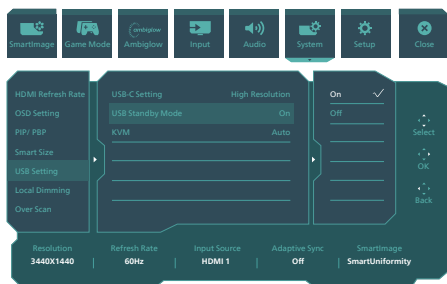 ambiglow
SmartImage Game Mode Ambiglow Input Audio System Setup Close
HDMI Refresh Rate USB-C Setting High Resolution On
OSD Setting USB Standby Mode On Off
PIP/ PBP KVM Auto Select
Smart Size
USB Setting OK
Local Dimming Back
Over Scan
Resolution Refresh Rate Input Source Adaptive Sync SmartImage
3440X1440 | 60Hz | HDMI 1 | Off | SmartUniformity